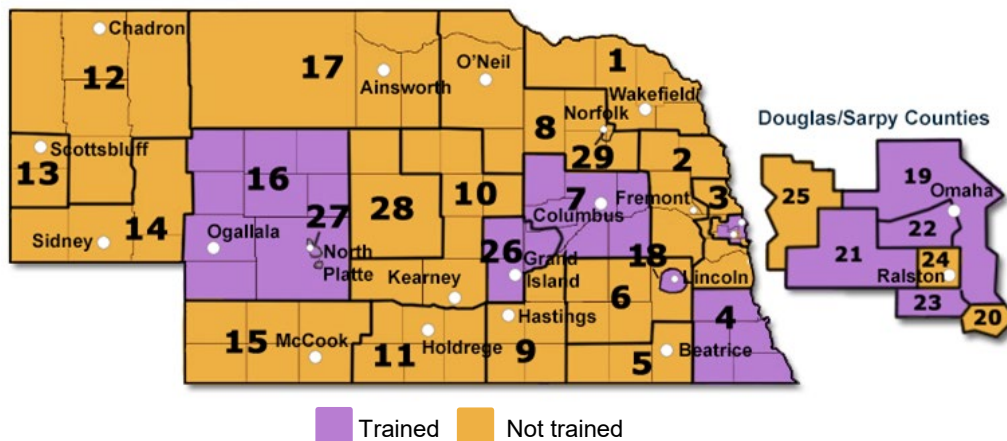 Chadron
12
17
Ainsworth
O'Neil
1
Wakefield
Norfolk
8
29
2
Scottsbluff
13
16
28
10
7
Columbus
Fremont
3
14
Sidney
27
Ogallala
North
Platte
26
Grand
Island
18
Lincoln
Kearney
6
4
Hastings
15
McCook
11
Holdrege
9
5
Beatrice
Douglas/Sarpy Counties
25
19
Omaha
22
21
24
Ralston
23
20
Trained
Not trained